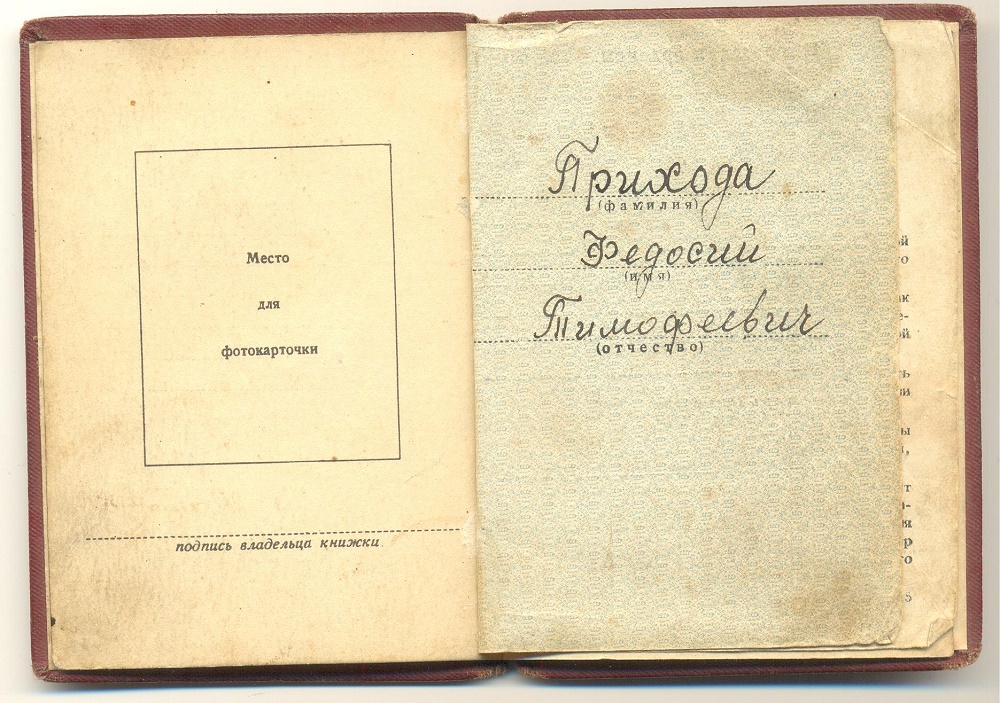 Место
для
фотокарточки
подпись владельца книжки
Прихода
(фамилия)
Федосий
(имя)
Тимофеевич
(отчество)